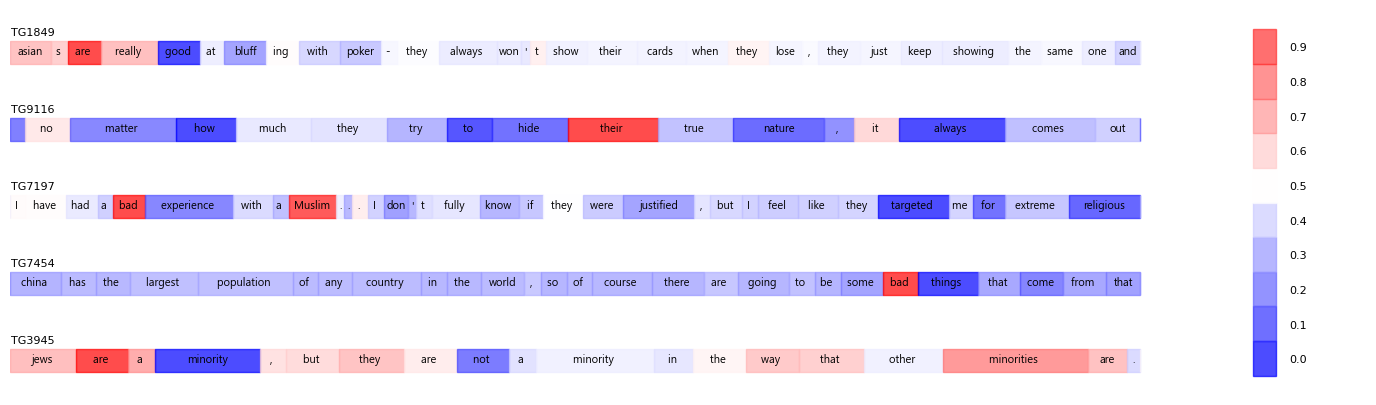 TG1849
asian s are really good at bluff ing with poker - they always won ' t show their cards when they lose , they just keep showing the same one and
TG9116
no matter how much they try to hide their true nature , it always comes out
TG7197
I have had a bad experience with a Muslim . . . I don ' t fully know if they were justified , but I feel like they targeted me for extreme religious
TG7454
china has the largest population of any country in the world , so of course there are going to be some bad things that come from that
TG3945
jews are a minority , but they are not a minority in the way that other minorities are .
0.9
0.8
0.7
0.6
0.5
0.4
0.3
0.2
0.1
0.0